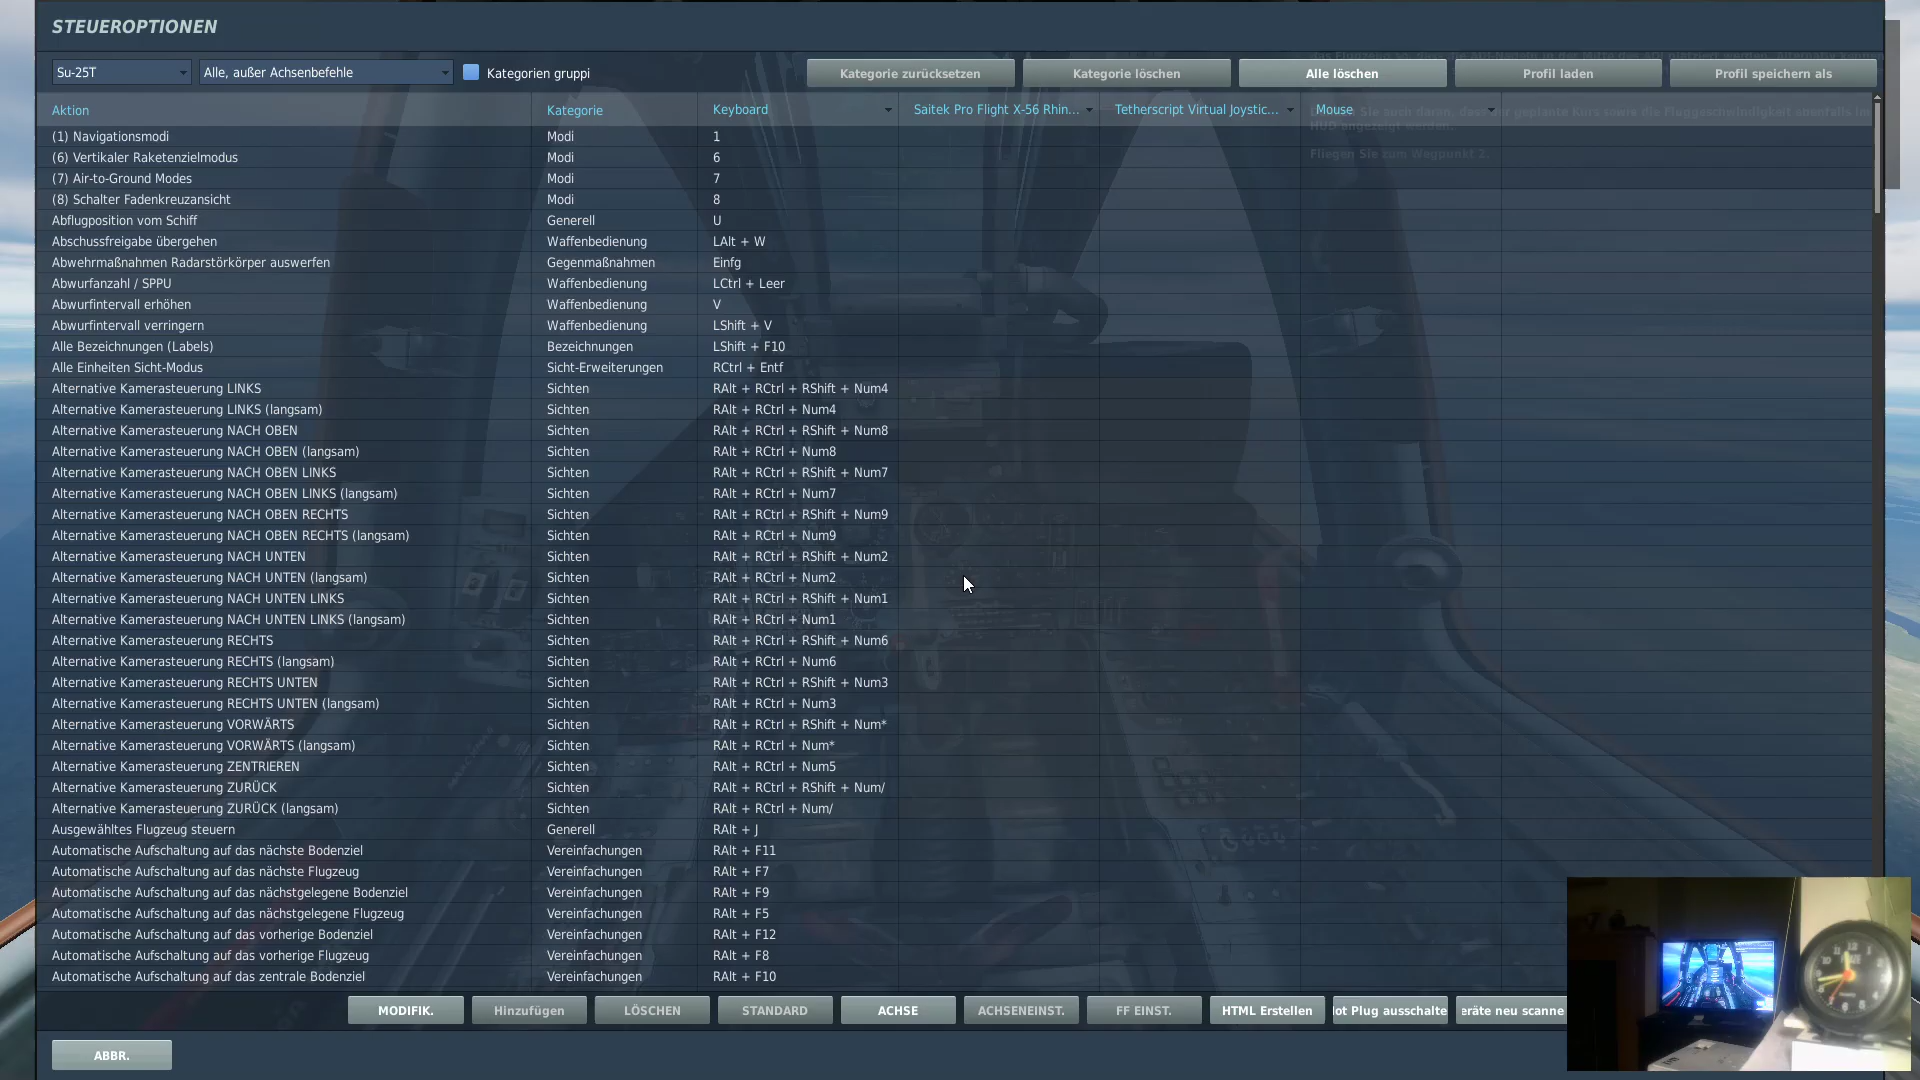 STEUEROPTIONEN
Su-25T Alle, außer Achsenbefehle Kategorien gruppi Kategorie zurücksetzen Kategorie löschen Alle löschen Profil laden Profil speichern als
Aktion Kategorie Keyboard Saitek Pro Flight X-56 Rhin... Tetherscript Virtual Joystic... Mouse
HUD angezeigt werden.
Fliegen Sie zum Wegpunkt 2.
(1) Navigationsmodi Modi 1
(6) Vertikaler Raketenzielmodus Modi 6
(7) Air-to-Ground Modes Modi 7
(8) Schalter Fadenkreuzansicht Modi 8
Abflugposition vom Schiff Generell U
Abschussfreigabe übergehen Waffenbedienung LAlt + W
Abwehrmaßnahmen Radarstörkörper auswerfen Gegenmaßnahmen Einfg
Abwurfanzahl / SPPU Waffenbedienung LCtrl + Leer
Abwurfintervall erhöhen Waffenbedienung V
Abwurfintervall verringern Waffenbedienung LShift + V
Alle Bezeichnungen (Labels) Bezeichnungen LShift + F10
Alle Einheiten Sicht-Modus Sicht-Erweiterungen RCtrl + Entf
Alternative Kamerasteuerung LINKS Sichten RAlt + RCtrl + RShift + Num4
Alternative Kamerasteuerung LINKS (langsam) Sichten RAlt + RCtrl + Num4
Alternative Kamerasteuerung NACH OBEN Sichten RAlt + RCtrl + RShift + Num8
Alternative Kamerasteuerung NACH OBEN (langsam) Sichten RAlt + RCtrl + Num8
Alternative Kamerasteuerung NACH OBEN LINKS Sichten RAlt + RCtrl + RShift + Num7
Alternative Kamerasteuerung NACH OBEN LINKS (langsam) Sichten RAlt + RCtrl + Num7
Alternative Kamerasteuerung NACH OBEN RECHTS Sichten RAlt + RCtrl + RShift + Num9
Alternative Kamerasteuerung NACH OBEN RECHTS (langsam) Sichten RAlt + RCtrl + Num9
Alternative Kamerasteuerung NACH UNTEN Sichten RAlt + RCtrl + RShift + Num2
Alternative Kamerasteuerung NACH UNTEN (langsam) Sichten RAlt + RCtrl + Num2
Alternative Kamerasteuerung NACH UNTEN LINKS Sichten RAlt + RCtrl + RShift + Num1
Alternative Kamerasteuerung NACH UNTEN LINKS (langsam) Sichten RAlt + RCtrl + Num1
Alternative Kamerasteuerung RECHTS Sichten RAlt + RCtrl + RShift + Num6
Alternative Kamerasteuerung RECHTS (langsam) Sichten RAlt + RCtrl + Num6
Alternative Kamerasteuerung RECHTS UNTEN Sichten RAlt + RCtrl + RShift + Num3
Alternative Kamerasteuerung RECHTS UNTEN (langsam) Sichten RAlt + RCtrl + Num3
Alternative Kamerasteuerung VORWÄRTS Sichten RAlt + RCtrl + RShift + Num*
Alternative Kamerasteuerung VORWÄRTS (langsam) Sichten RAlt + RCtrl + Num*
Alternative Kamerasteuerung ZENTRIEREN Sichten RAlt + RCtrl + Num5
Alternative Kamerasteuerung ZURÜCK Sichten RAlt + RCtrl + RShift + Num/
Alternative Kamerasteuerung ZURÜCK (langsam) Sichten RAlt + RCtrl + Num/
Ausgewähltes Flugzeug steuern Generell RAlt + J
Automatische Aufschaltung auf das nächste Bodenziel Vereinfachungen RAlt + F11
Automatische Aufschaltung auf das nächste Flugzeug Vereinfachungen RAlt + F7
Automatische Aufschaltung auf das nächstgelegene Bodenziel Vereinfachungen RAlt + F9
Automatische Aufschaltung auf das nächstgelegene Flugzeug Vereinfachungen RAlt + F5
Automatische Aufschaltung auf das vorherige Bodenziel Vereinfachungen RAlt + F12
Automatische Aufschaltung auf das vorherige Flugzeug Vereinfachungen RAlt + F8
Automatische Aufschaltung auf das zentrale Bodenziel Vereinfachungen RAlt + F10
MODIFIK. Hinzufügen LÖSCHEN STANDARD ACHSE ACHSENEINST. FF EINST. HTML Erstellen lot Plug ausschalte eräte neu scanne
ABBR.